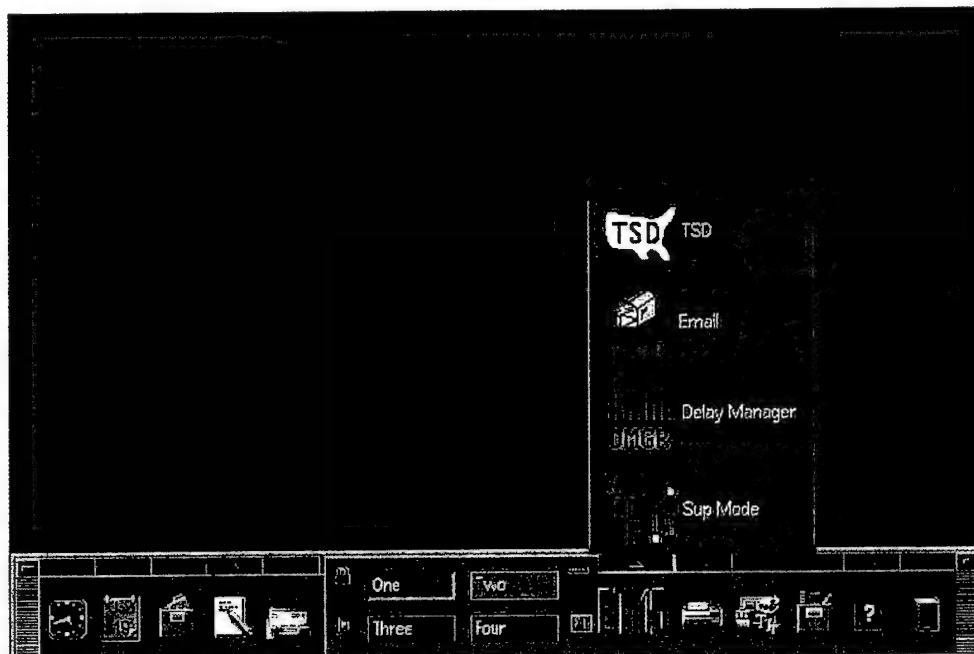 TSD TSD
Email
Delay Manager
DMGR
Sup Mode
One Two
Three Four
?